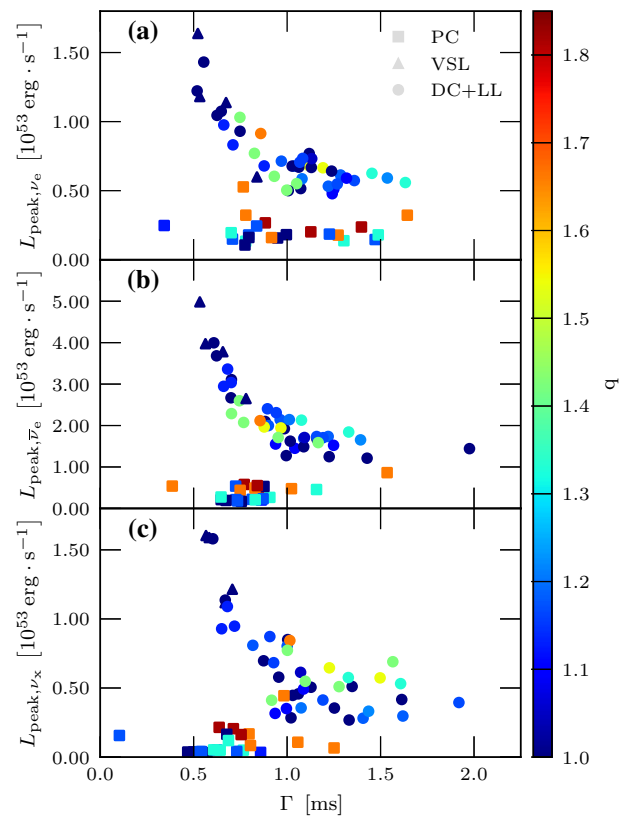 (a)
PC
VSL
DC+LL
L_peak,ν_e [10^53 erg · s^−1]
1.50
1.00
0.50
0.00
(b)
L_peak,ν̅_e [10^53 erg · s^−1]
5.00
4.00
3.00
2.00
1.00
0.00
(c)
L_peak,ν_x [10^53 erg · s^−1]
1.50
1.00
0.50
0.00
0.0 0.5 1.0 1.5 2.0
Γ [ms]
1.8
1.7
1.6
1.5
1.4
1.3
1.2
1.1
1.0
q